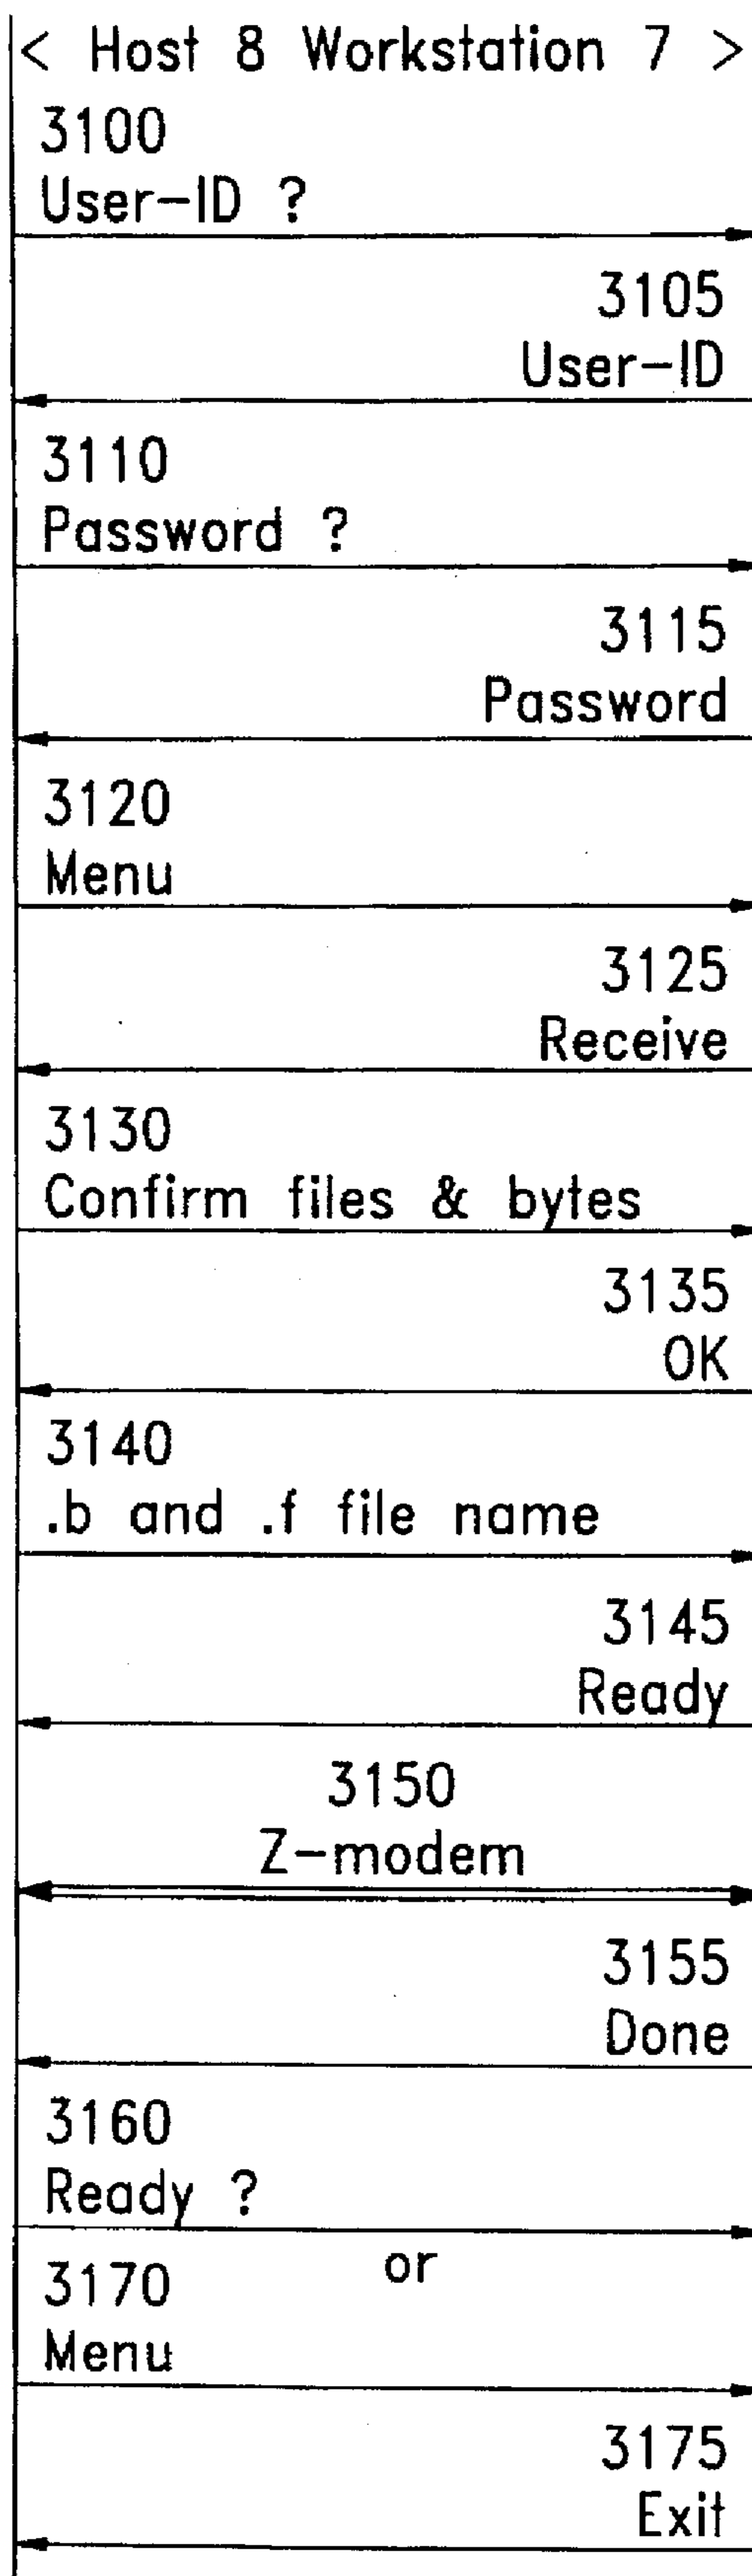 < Host 8 Workstation 7 >
3100
User-ID ?
3105
User-ID
3110
Password ?
3115
Password
3120
Menu
3125
Receive
3130
Confirm files & bytes
3135
OK
3140
.b and .f file name
3145
Ready
3150
Z-modem
3155
Done
3160
Ready ?
or
3170
Menu
3175
Exit